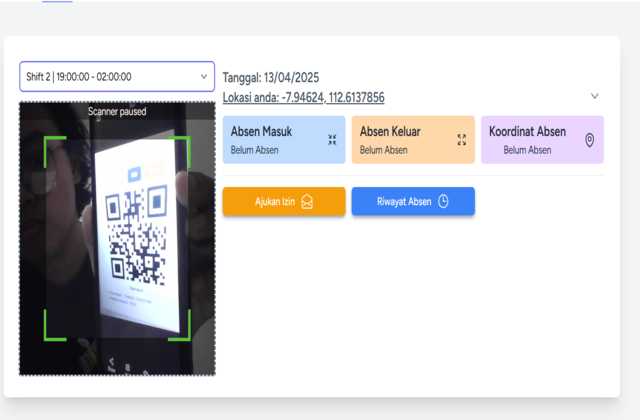 Shift 2 | 19:00:00 - 02:00:00
Scanner paused
Tanggal: 13/04/2025
Lokasi anda: -7.94624, 112.6137856
Absen Masuk
Belum Absen
Absen Keluar
Belum Absen
Koordinat Absen
Belum Absen
Ajukan Izin
Riwayat Absen